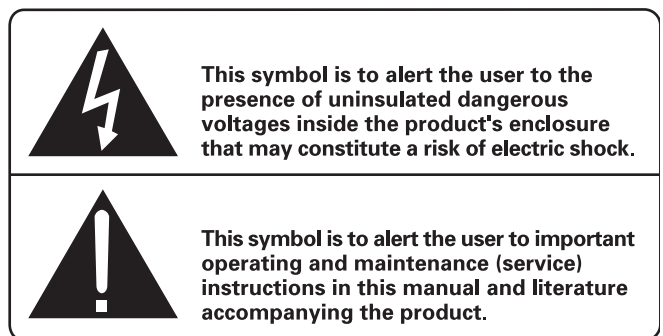 This symbol is to alert the user to the
presence of uninsulated dangerous
voltages inside the product's enclosure
that may constitute a risk of electric shock.
This symbol is to alert the user to important
operating and maintenance (service)
instructions in this manual and literature
accompanying the product.